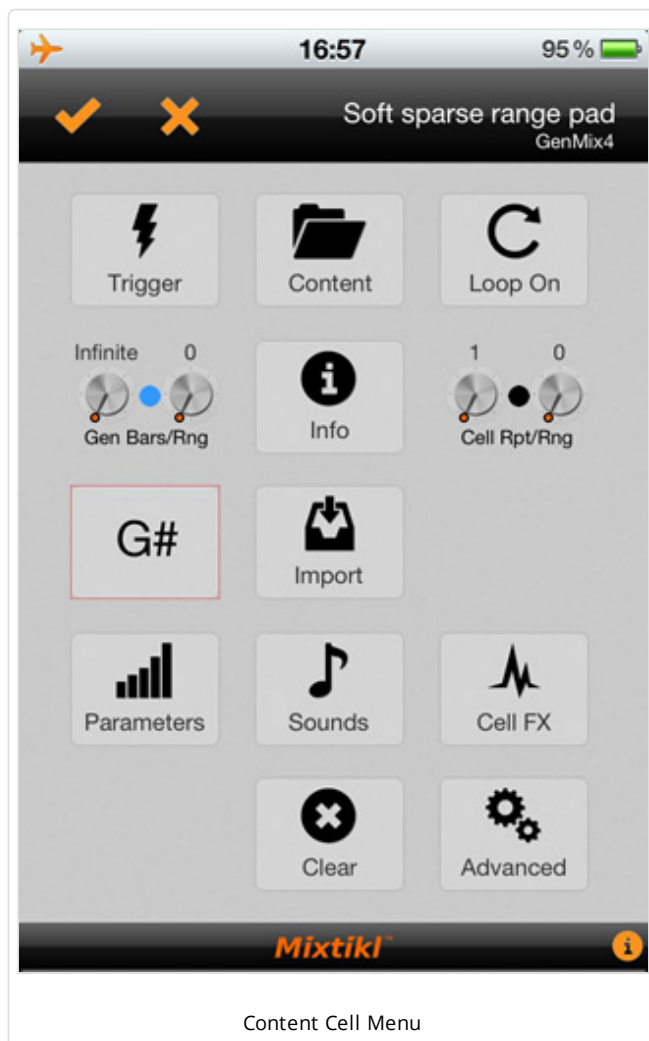 16:57
95%
Soft sparse range pad
GenMix4
Trigger
Content
Loop On
Infinite 0
Gen Bars/Rng
Info
1 0
Cell Rpt/Rng
G#
Import
Parameters
Sounds
Cell FX
Clear
Advanced
Mixtikl™
Content Cell Menu